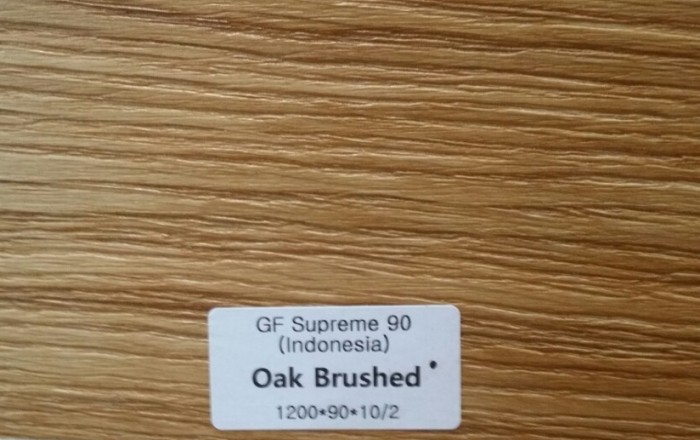 GF Supreme 90
(Indonesia)
Oak Brushed
1200*90*10/2